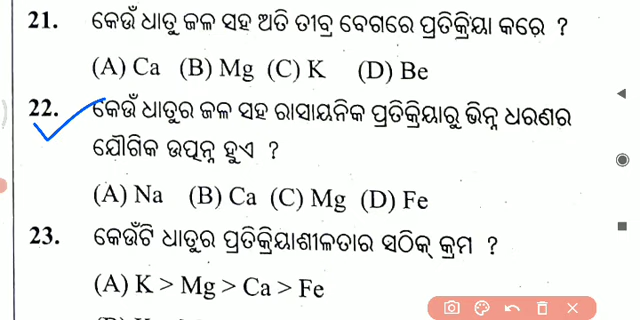 21. କେଉଁ ଧାତୁ ଜଳ ସହ ଅତି ତୀବ୍ର ବେଗରେ ପ୍ରତିକ୍ରିୟା କରେ ?
(A) Ca (B) Mg (C) K (D) Be
22. କେଉଁ ଧାତୁର ଜଳ ସହ ରାସାୟନିକ ପ୍ରତିକ୍ରିୟାରୁ ଭିନ୍ନ ଧରଣର
ଯୌଗିକ ଉତ୍ପନ୍ନ ହୁଏ ?
(A) Na (B) Ca (C) Mg (D) Fe
23. କେଉଁଟି ଧାତୁର ପ୍ରତିକ୍ରିୟାଶୀଳତାର ସଠିକ୍ କ୍ରମ ?
(A) K > Mg > Ca > Fe